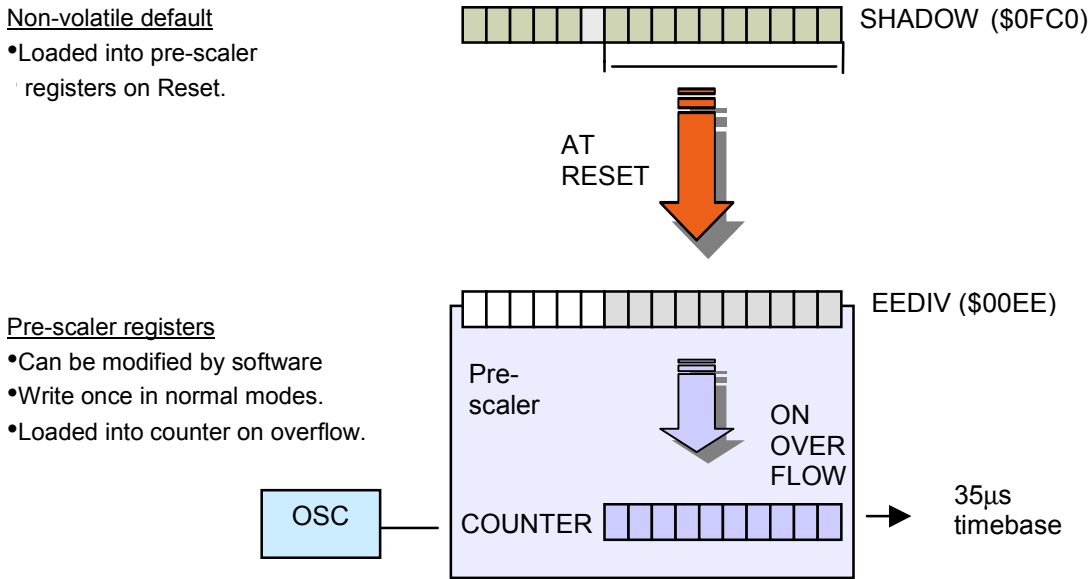 Non-volatile default
•Loaded into pre-scaler
registers on Reset.
SHADOW ($0FC0)
AT
RESET
EEDIV ($00EE)
Pre-scaler registers
•Can be modified by software
•Write once in normal modes.
•Loaded into counter on overflow.
Pre-
scaler
ON
OVER
FLOW
OSC
COUNTER
35µs
timebase